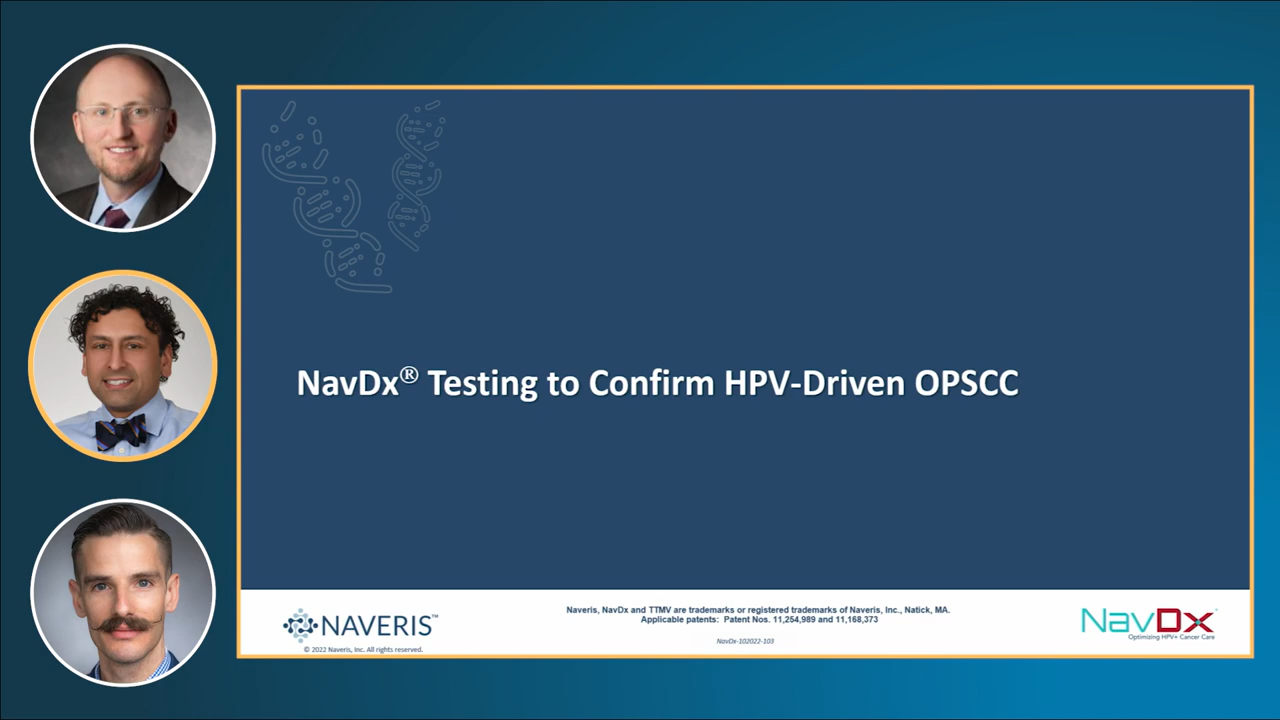 NavDx® Testing to Confirm HPV-Driven OPSCC
NAVERIS™
© 2022 Naveris, Inc. All rights reserved.
Naveris, NavDx and TTMV are trademarks or registered trademarks of Naveris, Inc., Natick, MA.
Applicable patents: Patent Nos. 11,254,989 and 11,168,373
NavDx-102022-103
NavDx
Optimizing HPV+ Cancer Care